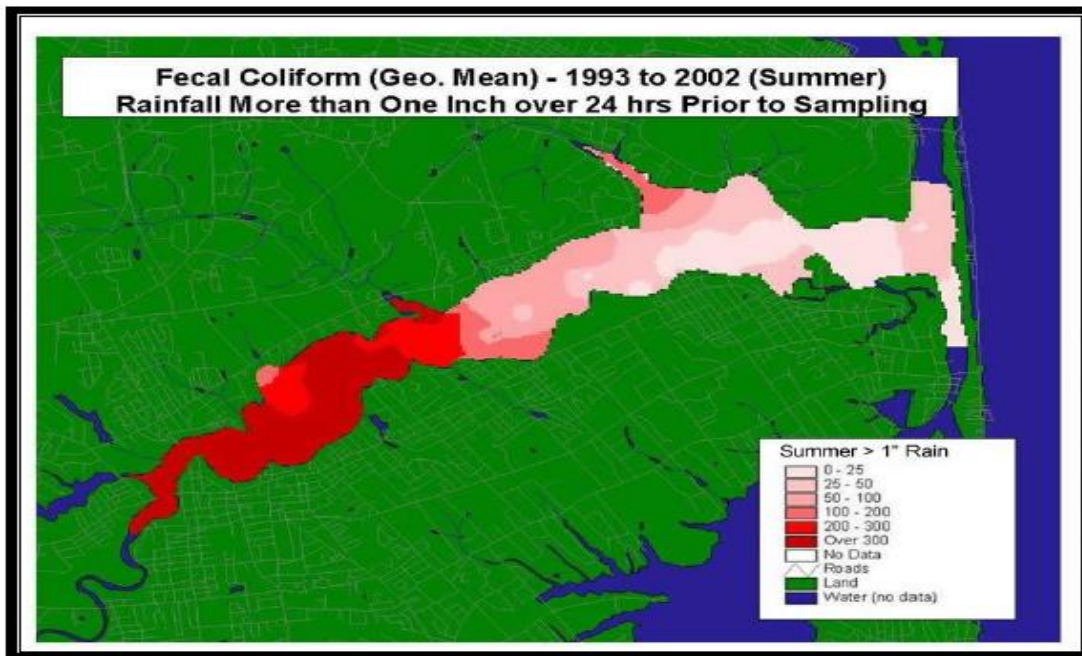 Fecal Coliform (Geo. Mean) - 1993 to 2002 (Summer)
Rainfall More than One Inch over 24 hrs Prior to Sampling
Summer > 1" Rain
0 - 25
25 - 50
50 - 100
100 - 200
200 - 300
Over 300
No Data
Roads
Land
Water (no data)